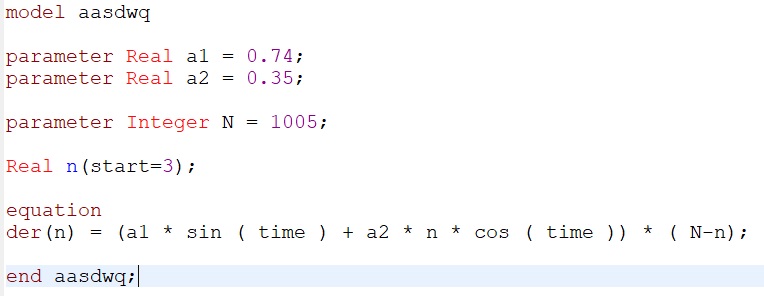 model aasdwq
parameter Real a1 = 0.74;
parameter Real a2 = 0.35;
parameter Integer N = 1005;
Real n(start=3);
equation
der(n) = (a1 * sin ( time ) + a2 * n * cos ( time )) * ( N-n);
end aasdwq;